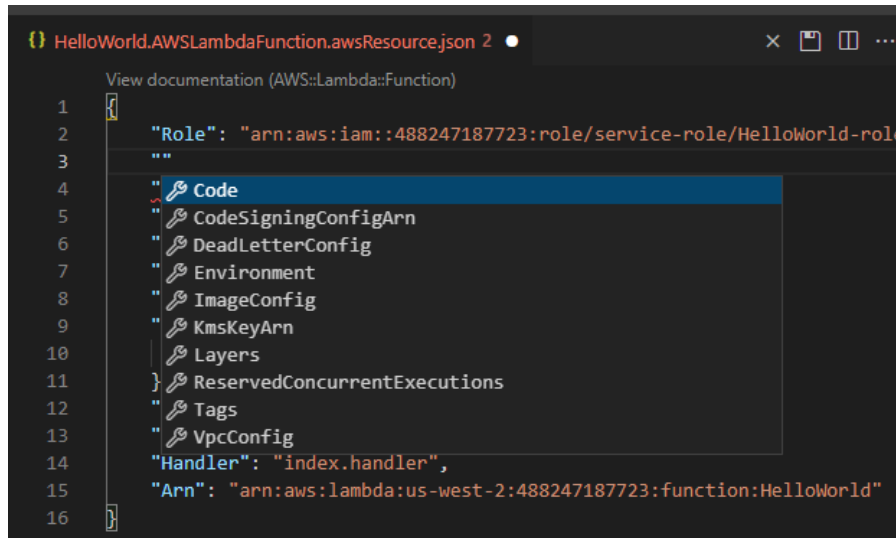 {} HelloWorld.AWSLambdaFunction.awsResource.json 2
View documentation (AWS::Lambda::Function)
1 {
2 "Role": "arn:aws:iam::488247187723:role/service-role/HelloWorld-role
3 ""
4 " Code
5 " CodeSigningConfigArn
6 " DeadLetterConfig
7 " Environment
8 " ImageConfig
9 " KmsKeyArn
10 Layers
11 } ReservedConcurrentExecutions
12 " Tags
13 " VpcConfig
14 "Handler": "index.handler",
15 "Arn": "arn:aws:lambda:us-west-2:488247187723:function:HelloWorld"
16 }